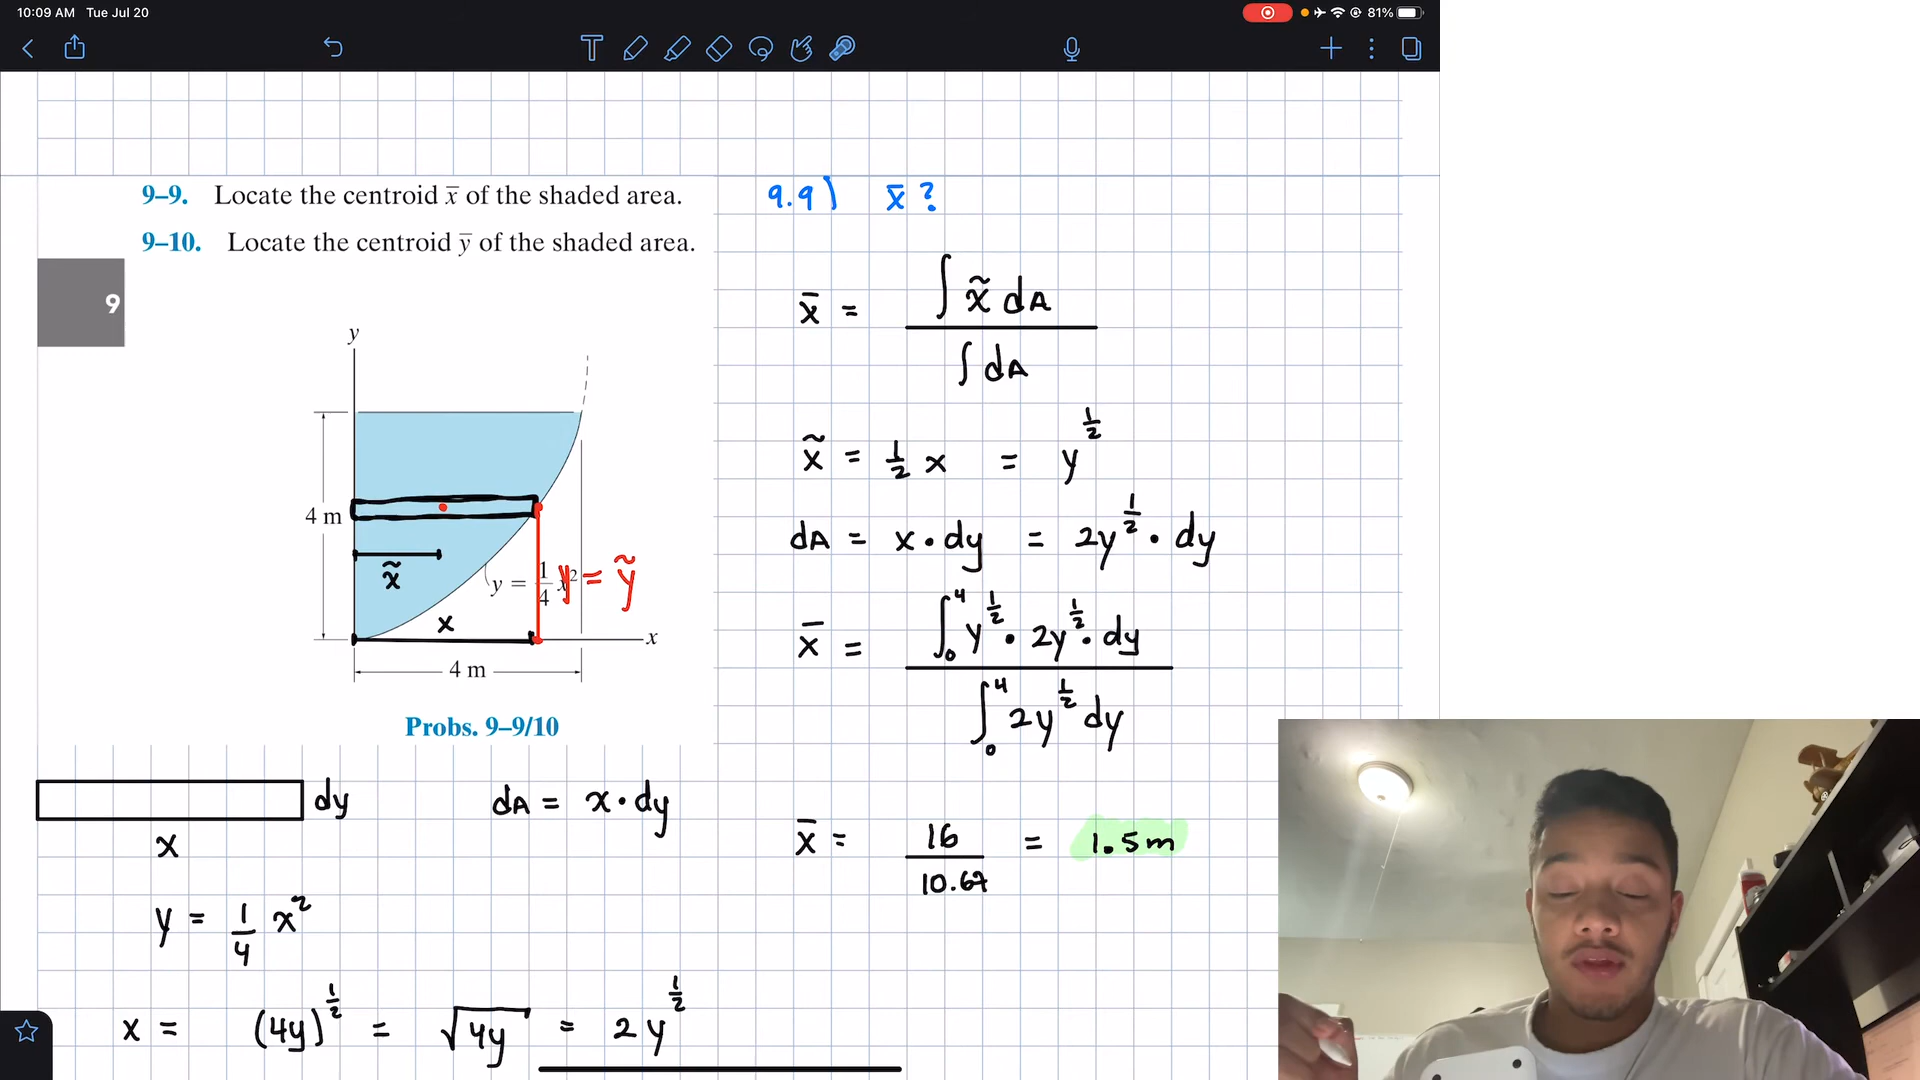 10:09 AM Tue Jul 20
81%
9–9. Locate the centroid x̄ of the shaded area.
9–10. Locate the centroid ȳ of the shaded area.
9
y
4 m
x̃
y = 1/4 x²
y = ỹ
x
x
4 m
Probs. 9–9/10
dy
x
dA = x · dy
y = 1/4 x²
x = (4y)^(1/2) = √4y = 2y^(1/2)
9.9) x̄ ?
x̄ = ∫ x̃ dA / ∫ dA
x̃ = 1/2 x = y^(1/2)
dA = x · dy = 2y^(1/2) · dy
x̄ = ∫₀⁴ y^(1/2) · 2y^(1/2) · dy / ∫₀⁴ 2y^(1/2) dy
x̄ = 16 / 10.67 = 1.5m